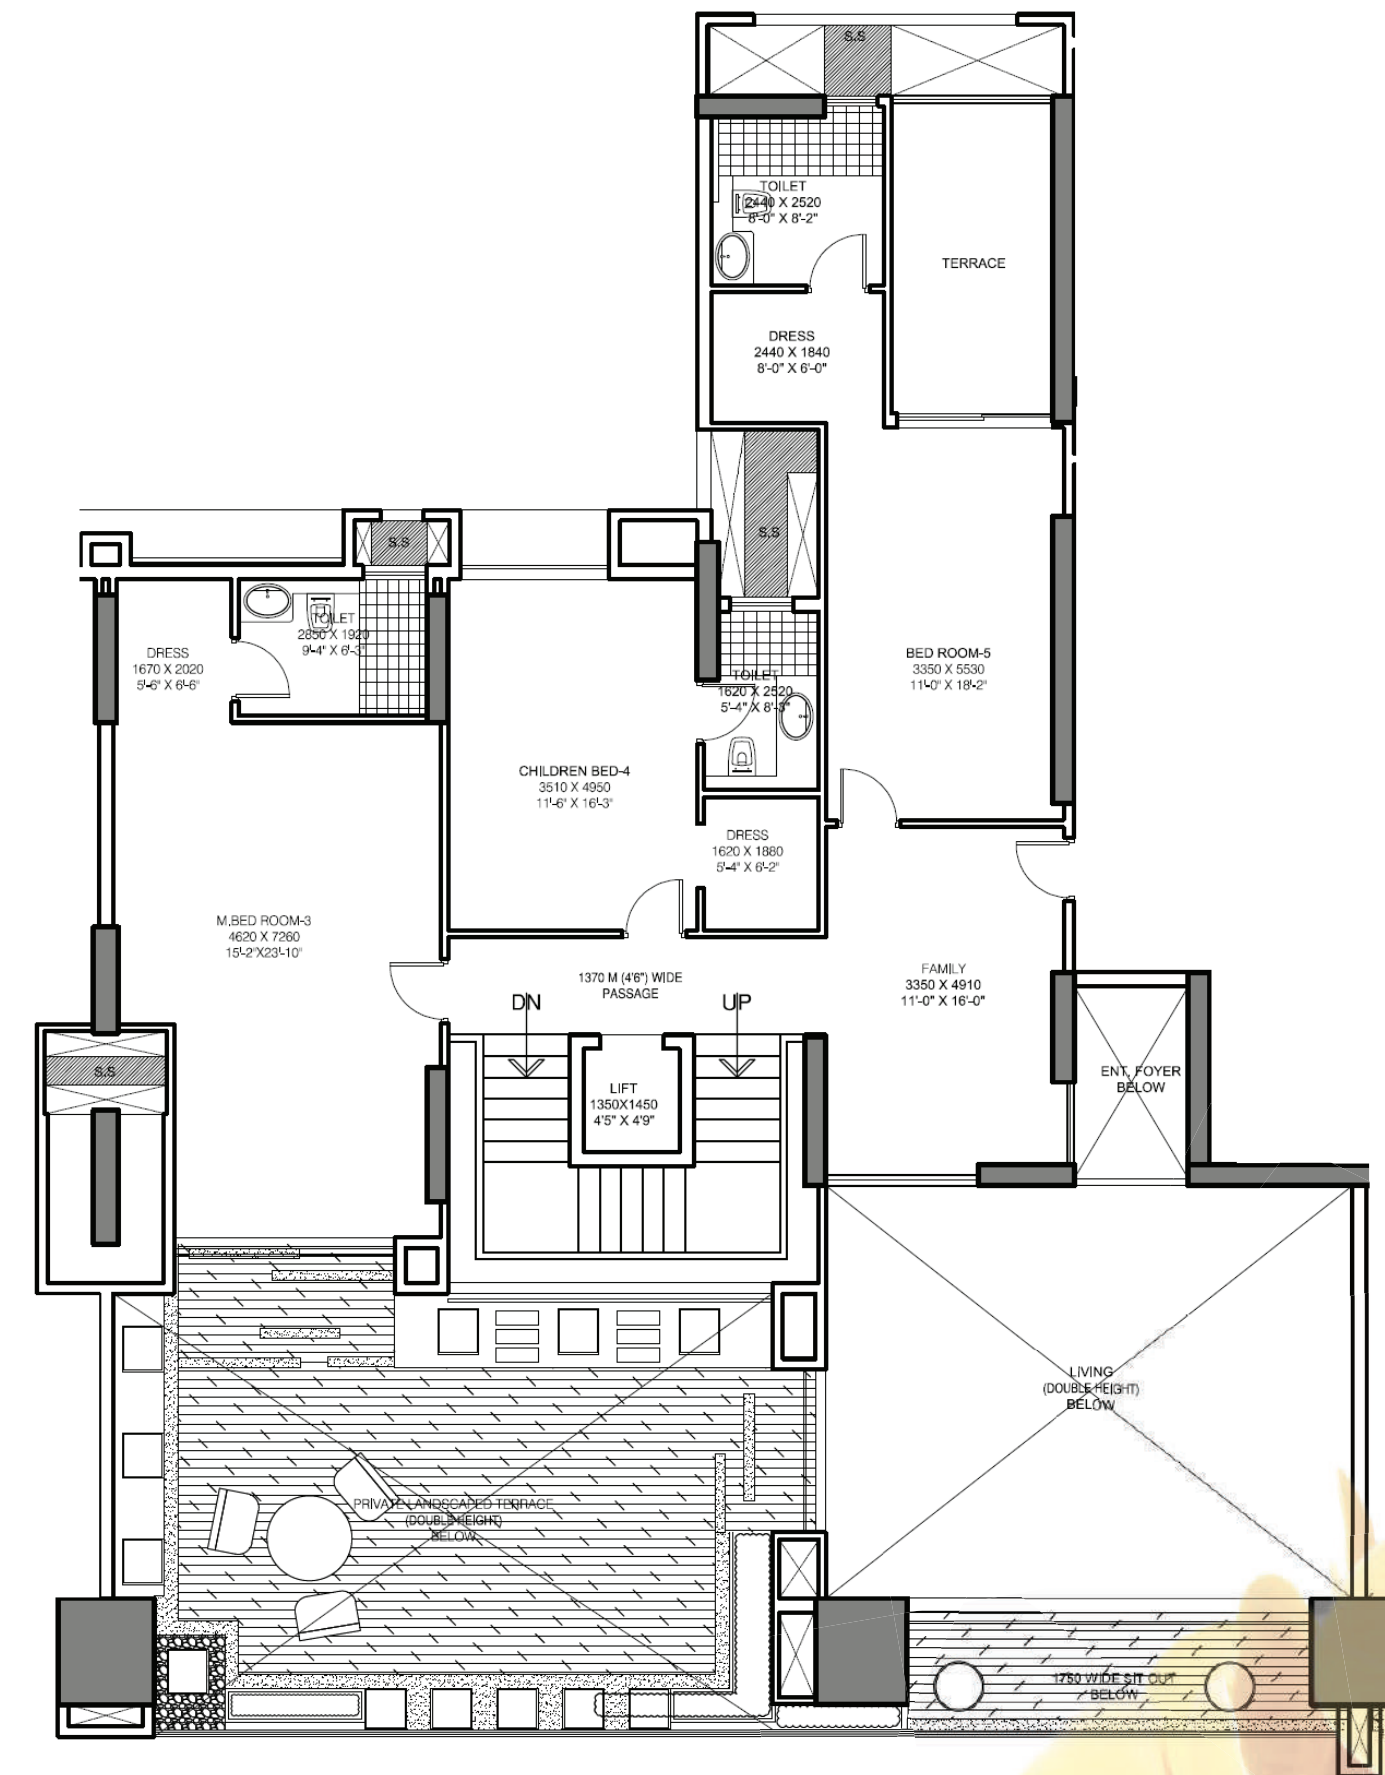 S.S
TOILET
2440 X 2520
8'-0" X 8'-2"
TERRACE
DRESS
2440 X 1840
8'-0" X 6'-0"
S.S
S.S
TOILET
2850 X 1920
9'-4" X 6'-3"
DRESS
1670 X 2020
5'-6" X 6'-6"
TOILET
1620 X 2520
5'-4" X 8'-3"
BED ROOM-5
3350 X 5530
11'-0" X 18'-2"
CHILDREN BED-4
3510 X 4950
11'-6" X 16'-3"
DRESS
1620 X 1880
5'-4" X 6'-2"
M.BED ROOM-3
4620 X 7260
15'-2"X23'-10"
1370 M (4'6") WIDE
PASSAGE
FAMILY
3350 X 4910
11'-0" X 16'-0"
DN
UP
S.S
LIFT
1350X1450
4'5" X 4'9"
ENT. FOYER
BELOW
LIVING
(DOUBLE HEIGHT)
BELOW
PRIVATE LANDSCAPED TERRACE
(DOUBLE HEIGHT)
BELOW
1750 WIDE SIT OUT
BELOW